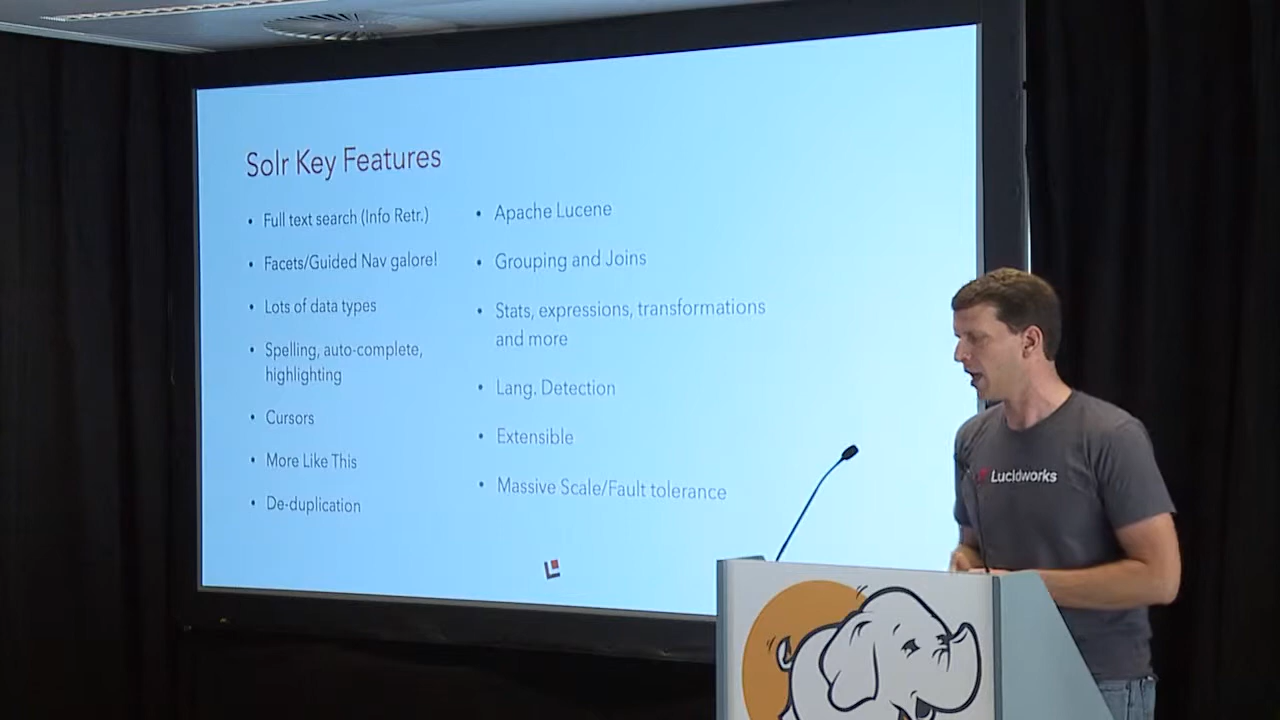 Solr Key Features
• Full text search (Info Retr.)
• Facets/Guided Nav galore!
• Lots of data types
• Spelling, auto-complete,
highlighting
• Cursors
• More Like This
• De-duplication
• Apache Lucene
• Grouping and Joins
• Stats, expressions, transformations
and more
• Lang. Detection
• Extensible
• Massive Scale/Fault tolerance
Lucidworks